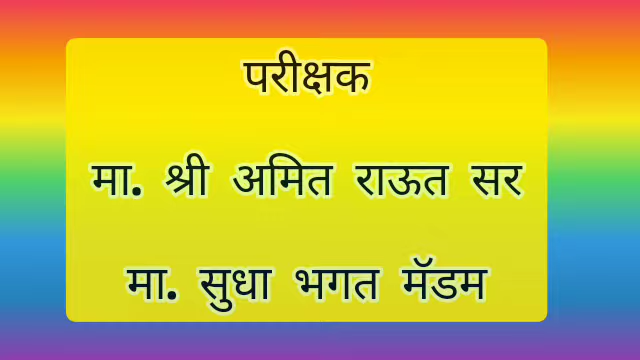 परीक्षक
मा. श्री अमित राऊत सर
मा. सुधा भगत मॅडम